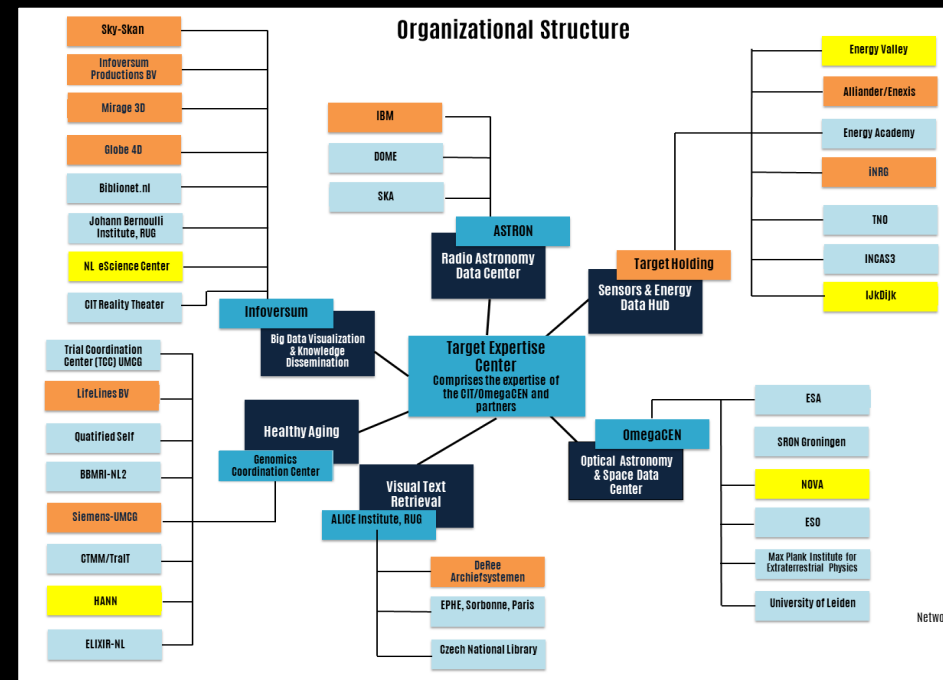 Organizational Structure
Sky-Skan
Infoversum
Productions BV
Mirage 3D
Globe 4D
Biblionet.nl
Johann Bernoulli
Institute, RUG
NL eScience Center
CIT Reality Theater
Infoversum
Big Data Visualization
& Knowledge
Dissemination
IBM
DOME
SKA
ASTRON
Radio Astronomy
Data Center
Energy Valley
Alliander/Enexis
Energy Academy
iNRG
TNO
INCAS3
IJkDijk
Target Holding
Sensors & Energy
Data Hub
Target Expertise
Center
Comprises the expertise of
the CIT/OmegaCEN and
partners
Trial Coordination
Center (TCC) UMCG
LifeLines BV
Quatified Self
BBMRI-NL2
Siemens-UMCG
CTMM/TraIT
HANN
ELIXIR-NL
Healthy Aging
Genomics
Coordination Center
Visual Text
Retrieval
ALICE Institute, RUG
DeRee
Archiefsystemen
EPHE, Sorbonne, Paris
Czech National Library
OmegaCEN
Optical Astronomy
& Space Data
Center
ESA
SRON Groningen
NOVA
ESO
Max Plank Institute for
Extraterrestrial Physics
University of Leiden
Netwo